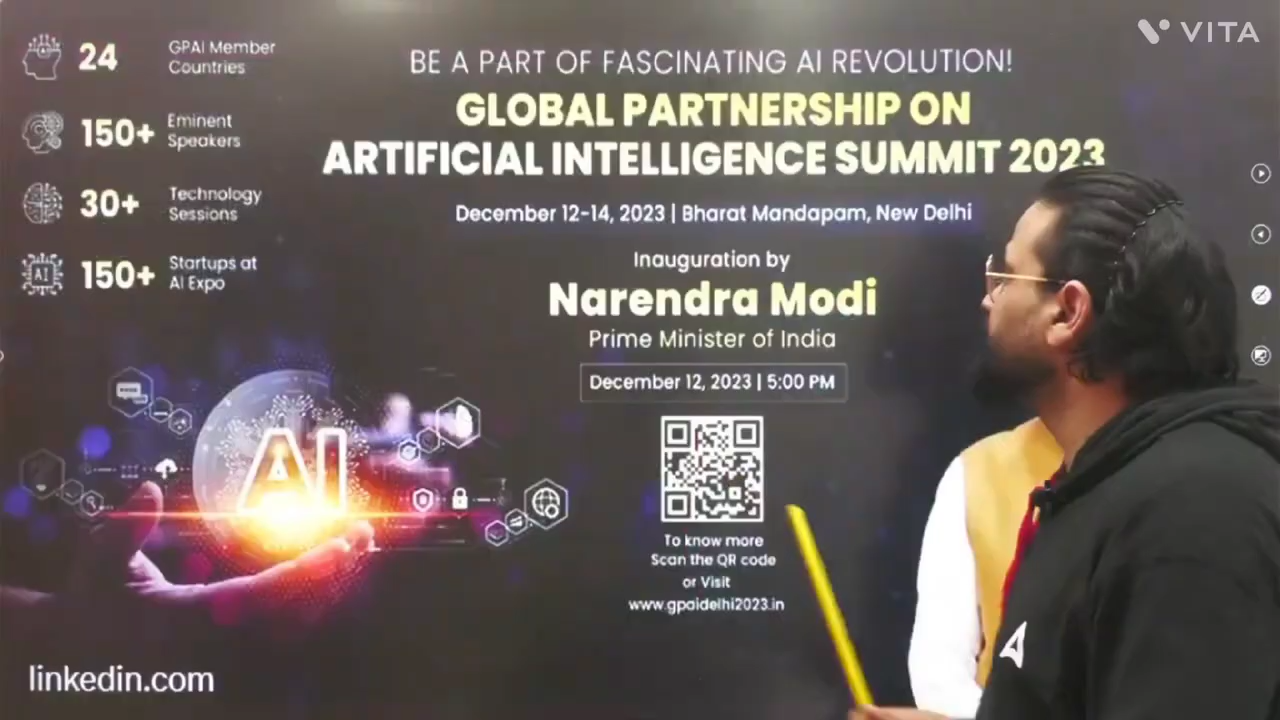 VITA
24
GPAI Member
Countries
150+
Eminent
Speakers
30+
Technology
Sessions
AI
150+
Startups at
AI Expo
BE A PART OF FASCINATING AI REVOLUTION!
GLOBAL PARTNERSHIP ON
ARTIFICIAL INTELLIGENCE SUMMIT 2023
December 12-14, 2023 | Bharat Mandapam, New Delhi
Inauguration by
Narendra Modi
Prime Minister of India
December 12, 2023 | 5:00 PM
AI
To know more
Scan the QR code
or Visit
www.gpaidelhi2023.in
linkedin.com